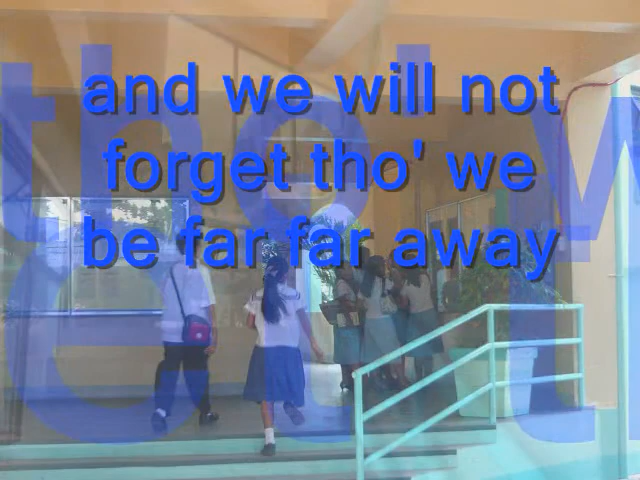 and we will not
forget tho' we
be far far away